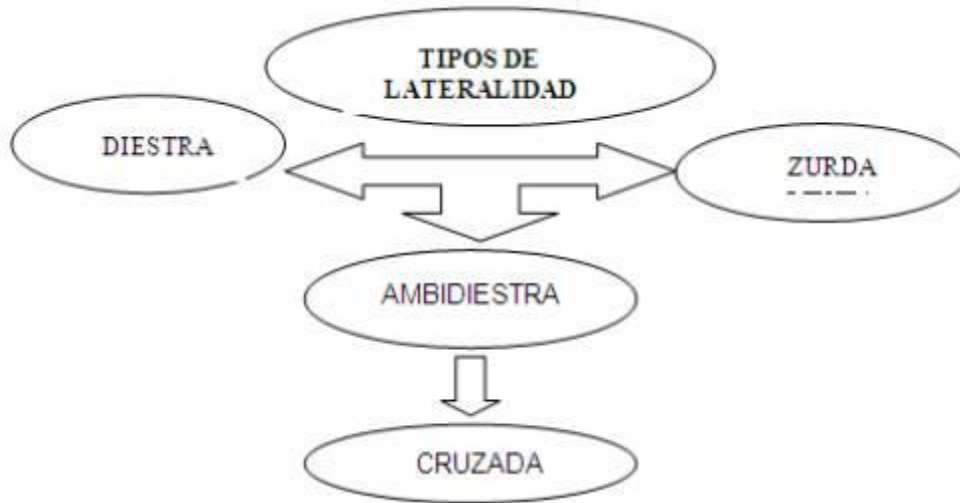 TIPOS DE
LATERALIDAD
DIESTRA
ZURDA
AMBIDIESTRA
CRUZADA